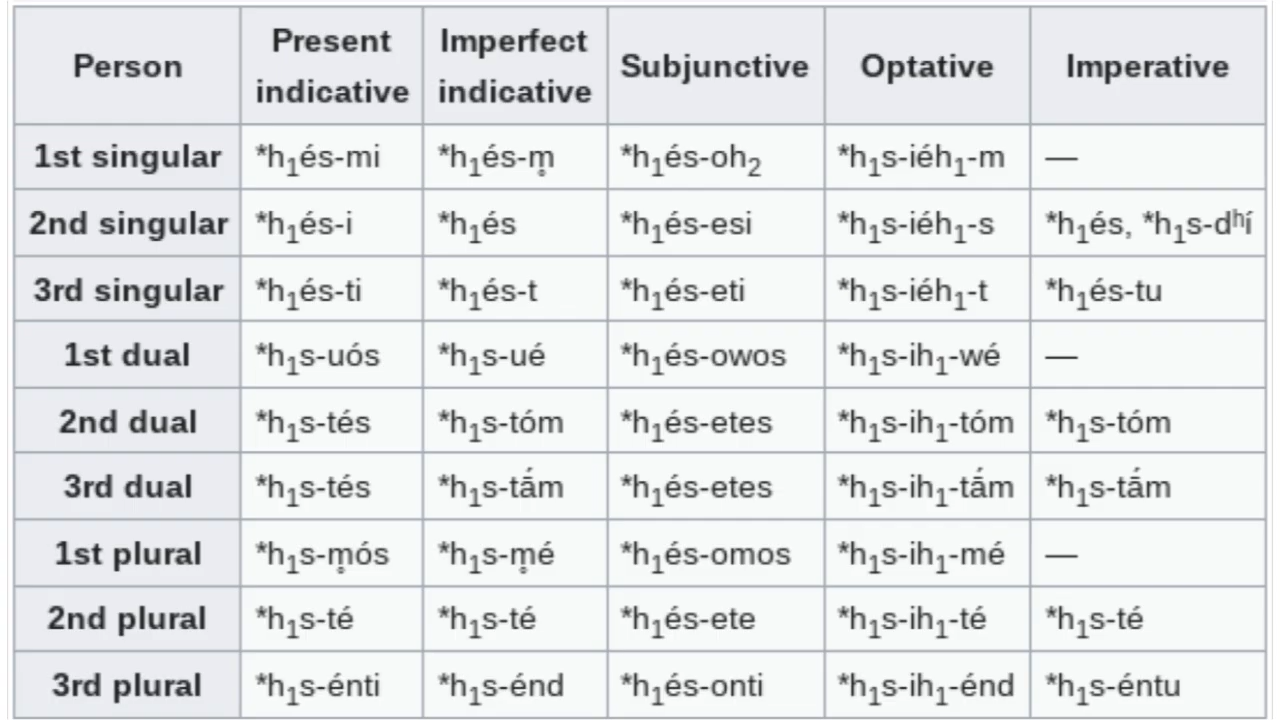 Person | Present indicative | Imperfect indicative | Subjunctive | Optative | Imperative
1st singular | *h₁és-mi | *h₁és-m̥ | *h₁és-oh₂ | *h₁s-iéh₁-m | —
2nd singular | *h₁és-i | *h₁és | *h₁és-esi | *h₁s-iéh₁-s | *h₁és, *h₁s-dʰí
3rd singular | *h₁és-ti | *h₁és-t | *h₁és-eti | *h₁s-iéh₁-t | *h₁és-tu
1st dual | *h₁s-uós | *h₁s-ué | *h₁és-owos | *h₁s-ih₁-wé | —
2nd dual | *h₁s-tés | *h₁s-tóm | *h₁és-etes | *h₁s-ih₁-tóm | *h₁s-tóm
3rd dual | *h₁s-tés | *h₁s-tā́m | *h₁és-etes | *h₁s-ih₁-tā́m | *h₁s-tā́m
1st plural | *h₁s-m̥ós | *h₁s-m̥é | *h₁és-omos | *h₁s-ih₁-mé | —
2nd plural | *h₁s-té | *h₁s-té | *h₁és-ete | *h₁s-ih₁-té | *h₁s-té
3rd plural | *h₁s-énti | *h₁s-énd | *h₁és-onti | *h₁s-ih₁-énd | *h₁s-éntu